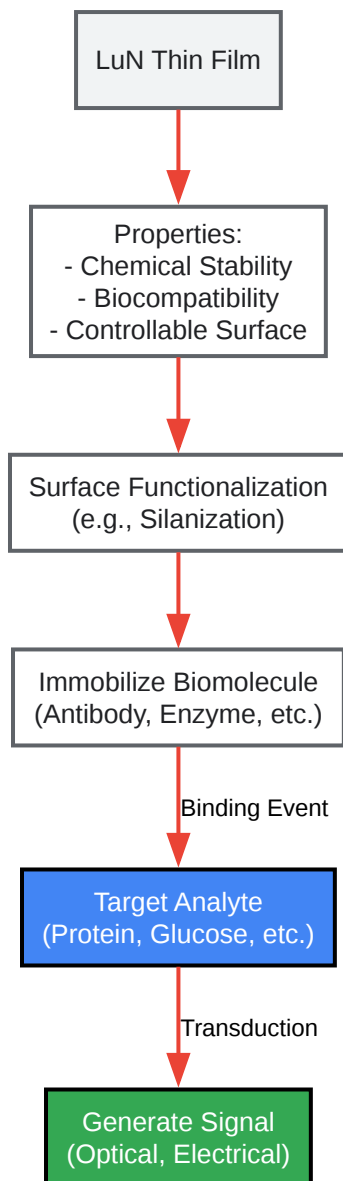 LuN Thin Film
Properties:
- Chemical Stability
- Biocompatibility
- Controllable Surface
Surface Functionalization
(e.g., Silanization)
Immobilize Biomolecule
(Antibody, Enzyme, etc.)
Binding Event
Target Analyte
(Protein, Glucose, etc.)
Transduction
Generate Signal
(Optical, Electrical)